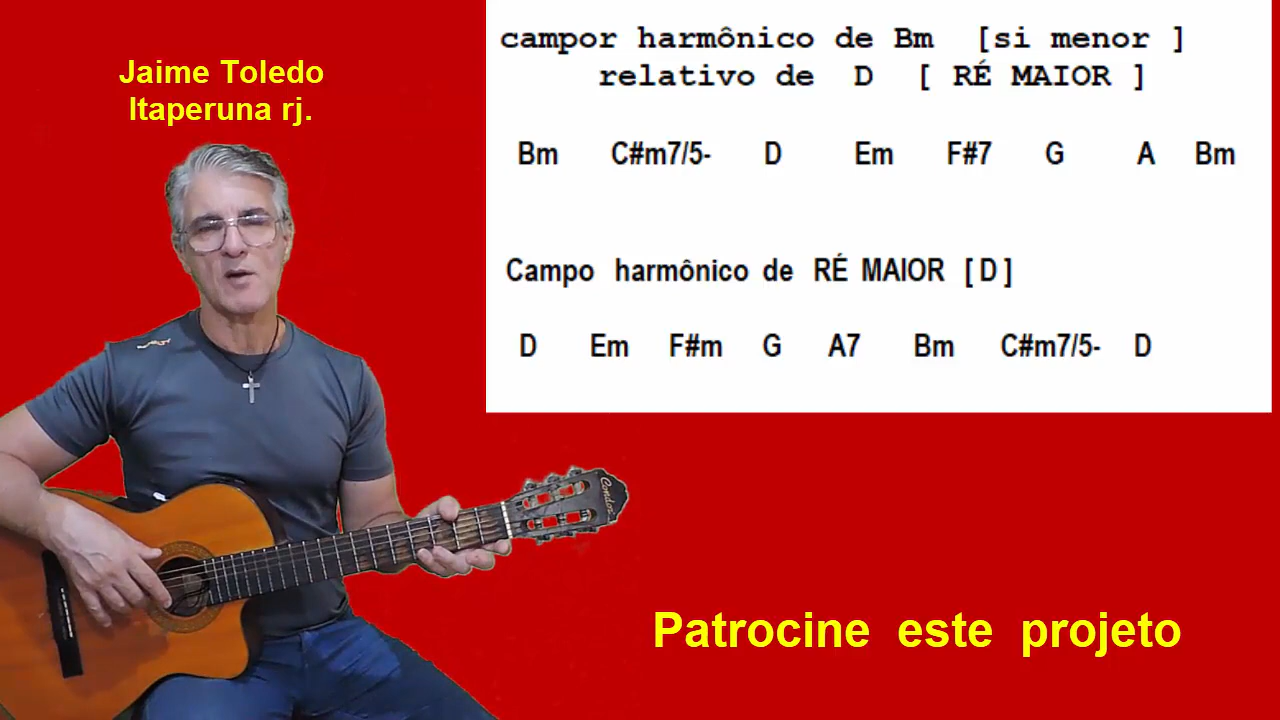 Jaime Toledo
Itaperuna rj.
campor harmônico de Bm [si menor ]
relativo de D [ RÉ MAIOR ]
Bm C#m7/5- D Em F#7 G A Bm
Campo harmônico de RÉ MAIOR [ D ]
D Em F#m G A7 Bm C#m7/5- D
Condor
Patrocine este projeto